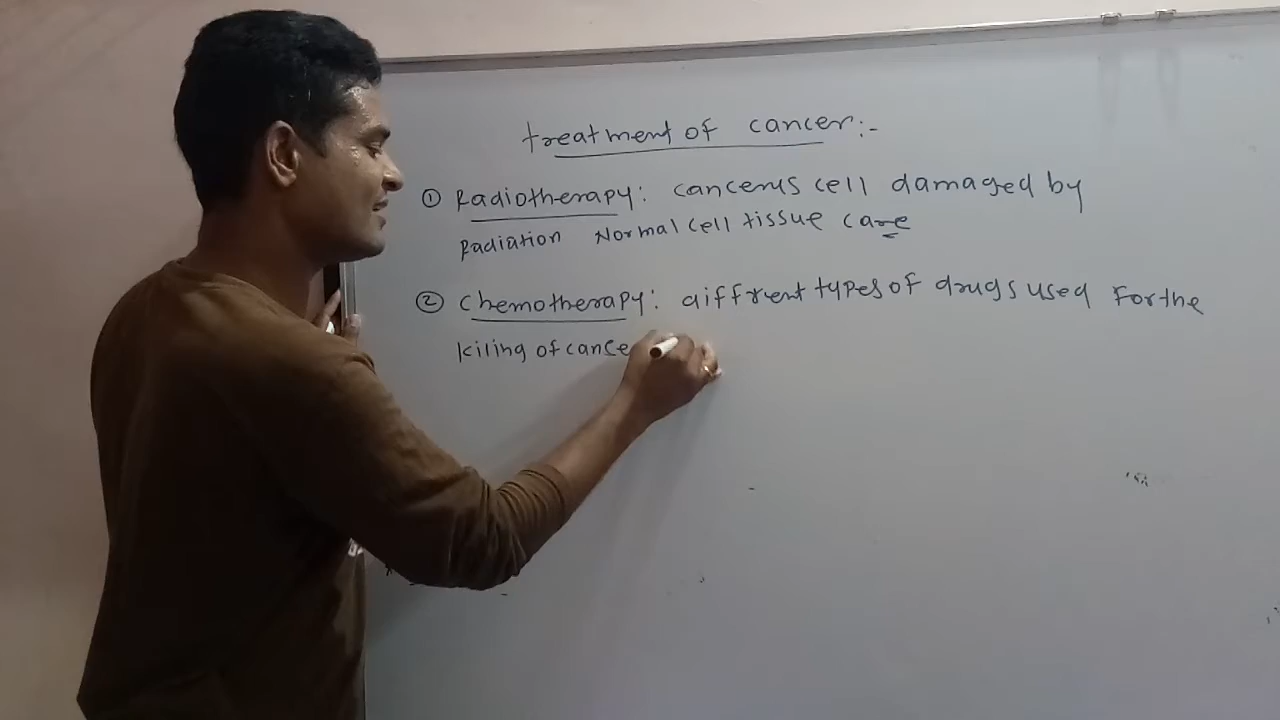 treatment of cancer:-
① Radiotherapy: cancerus cell damaged by
Radiation Normal cell tissue care
② chemotherapy: diffrent types of drugs used For the
kiling of cance